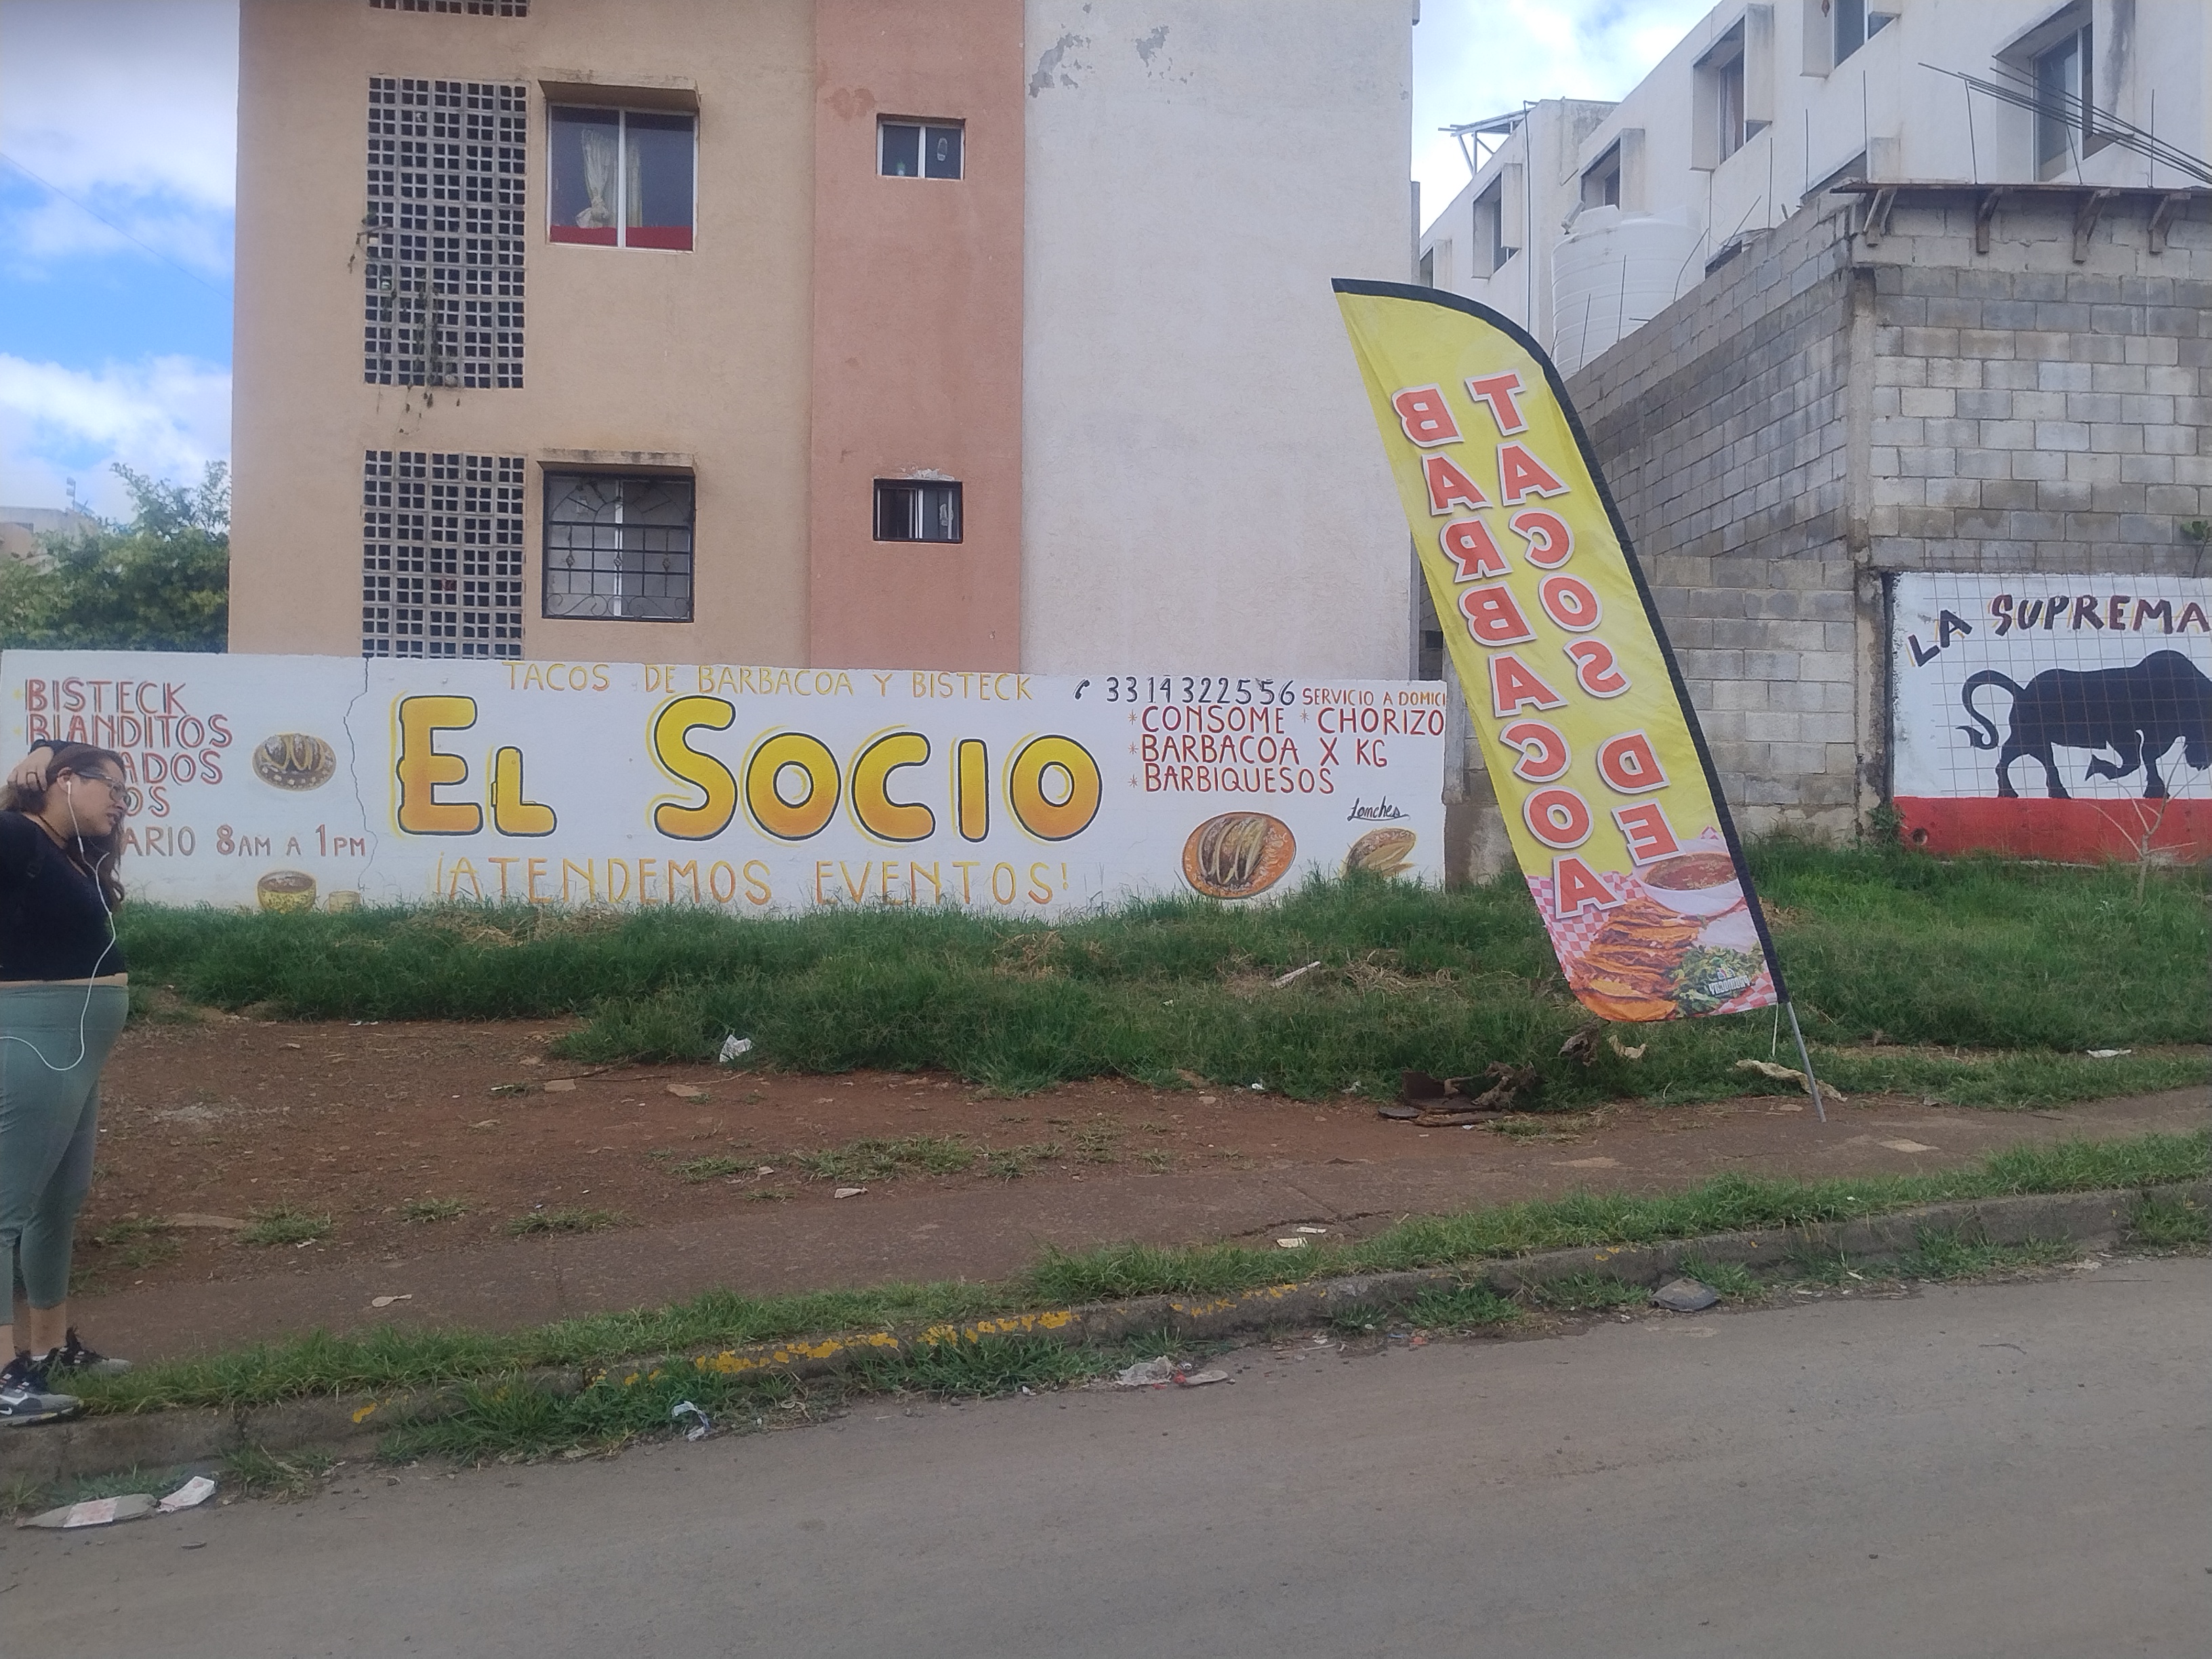 BISTECK
BLANDITOS
HORARIO 8AM A 1PM
TACOS DE BARBACOA Y BISTECK
EL SOCIO
¡ATENDEMOS EVENTOS!
3314322556 SERVICIO A DOMICI
*CONSOME *CHORIZO
*BARBACOA X KG
*BARBIQUESOS
Lonches
TACOS DE
BARBACOA
LA SUPREMA